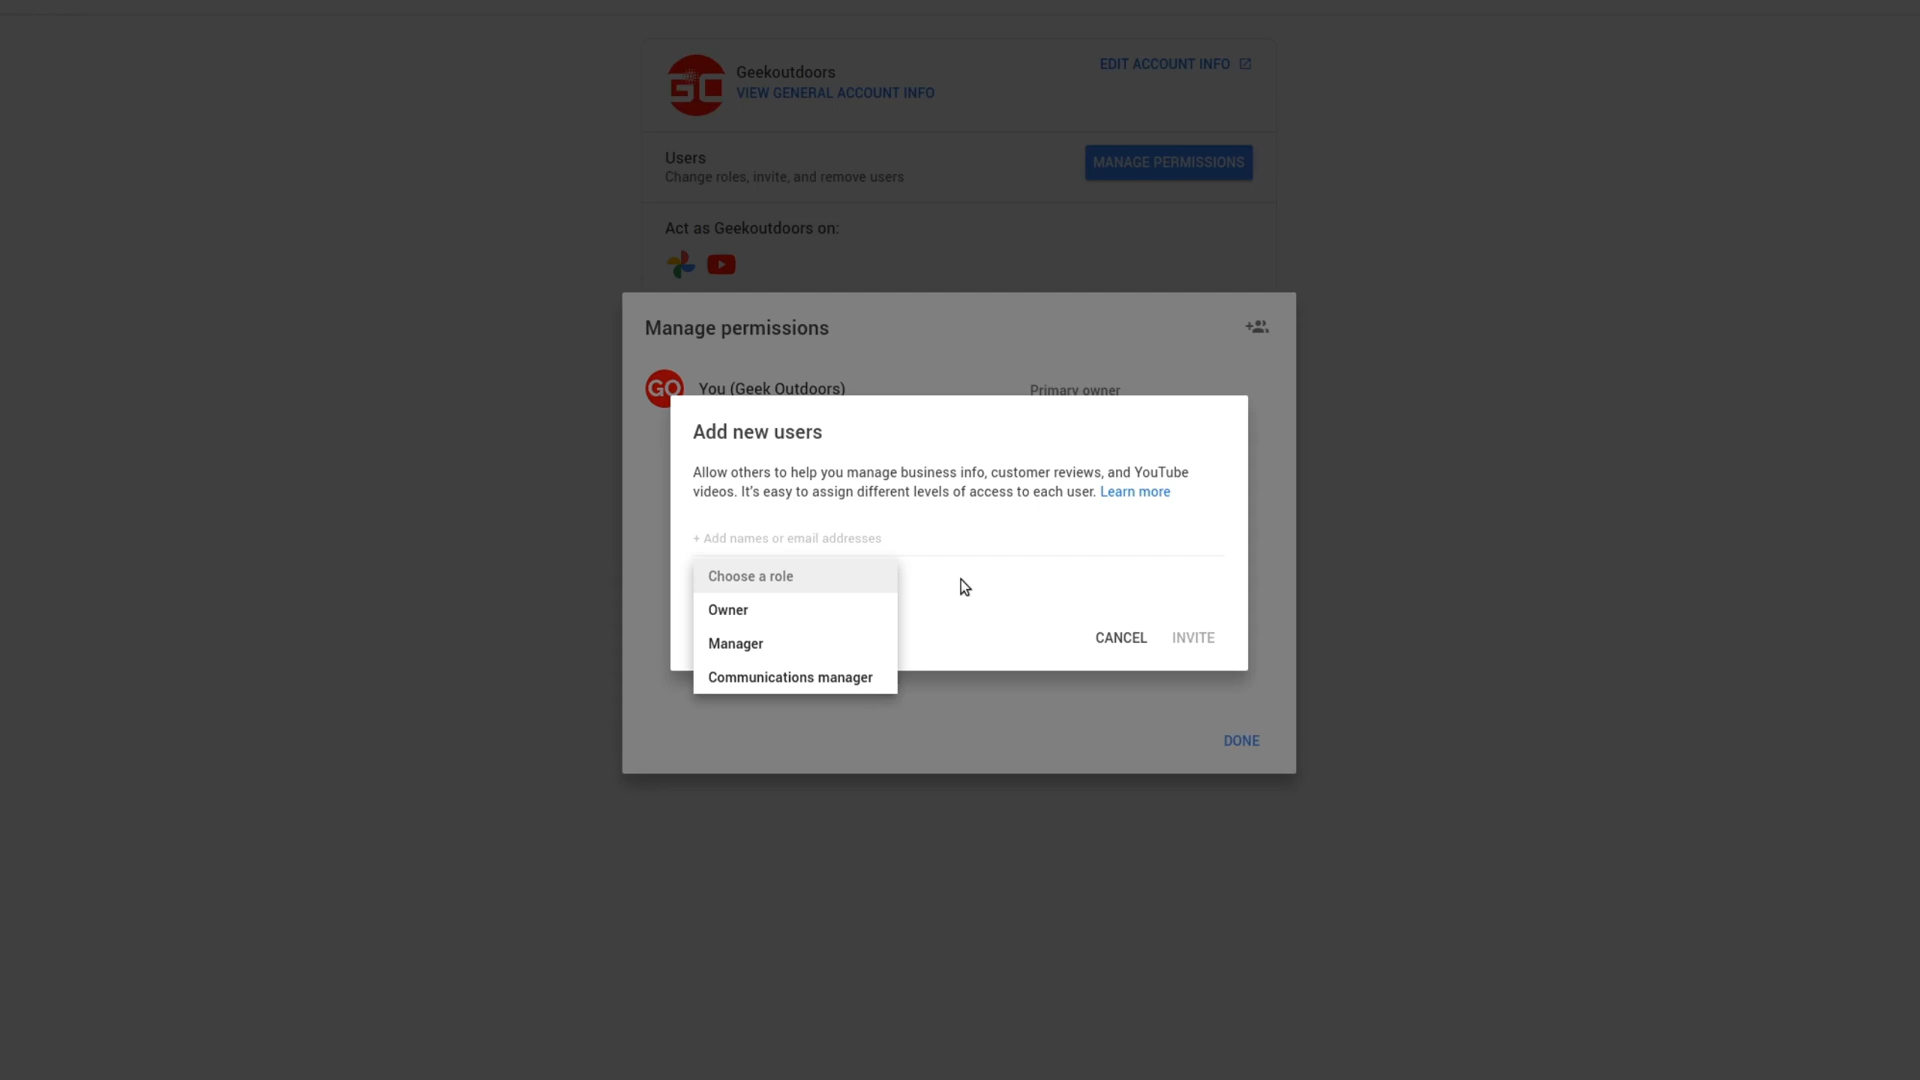 Geekoutdoors
EDIT ACCOUNT INFO
VIEW GENERAL ACCOUNT INFO
Users
MANAGE PERMISSIONS
Change roles, invite, and remove users
Act as Geekoutdoors on:
Manage permissions
GO
You (Geek Outdoors)
Primary owner
Add new users
Allow others to help you manage business info, customer reviews, and YouTube
videos. It's easy to assign different levels of access to each user. Learn more
+ Add names or email addresses
Choose a role
Owner
Manager
CANCEL
INVITE
Communications manager
DONE